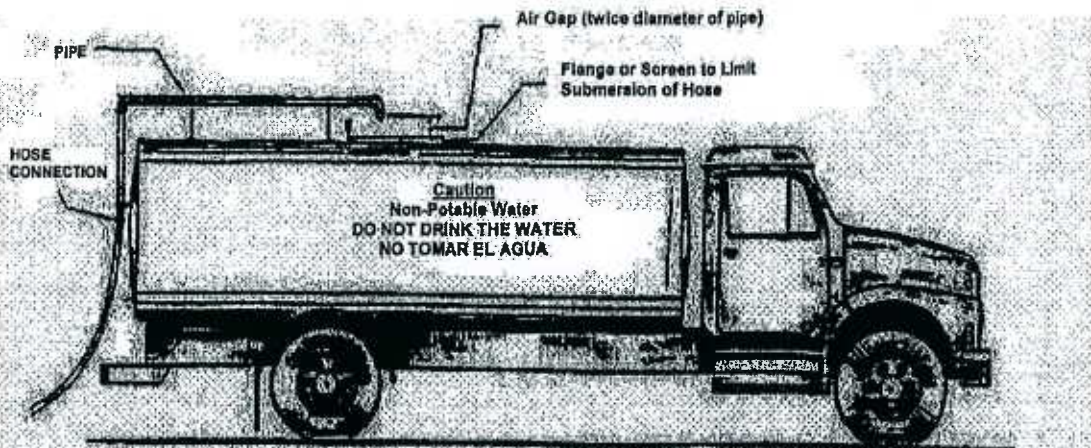 Air Gap (twice diameter of pipe)
PIPE
Flange or Screen to Limit
Submersion of Hose
HOSE
CONNECTION
Caution
Non-Potable Water
DO NOT DRINK THE WATER
NO TOMAR EL AGUA